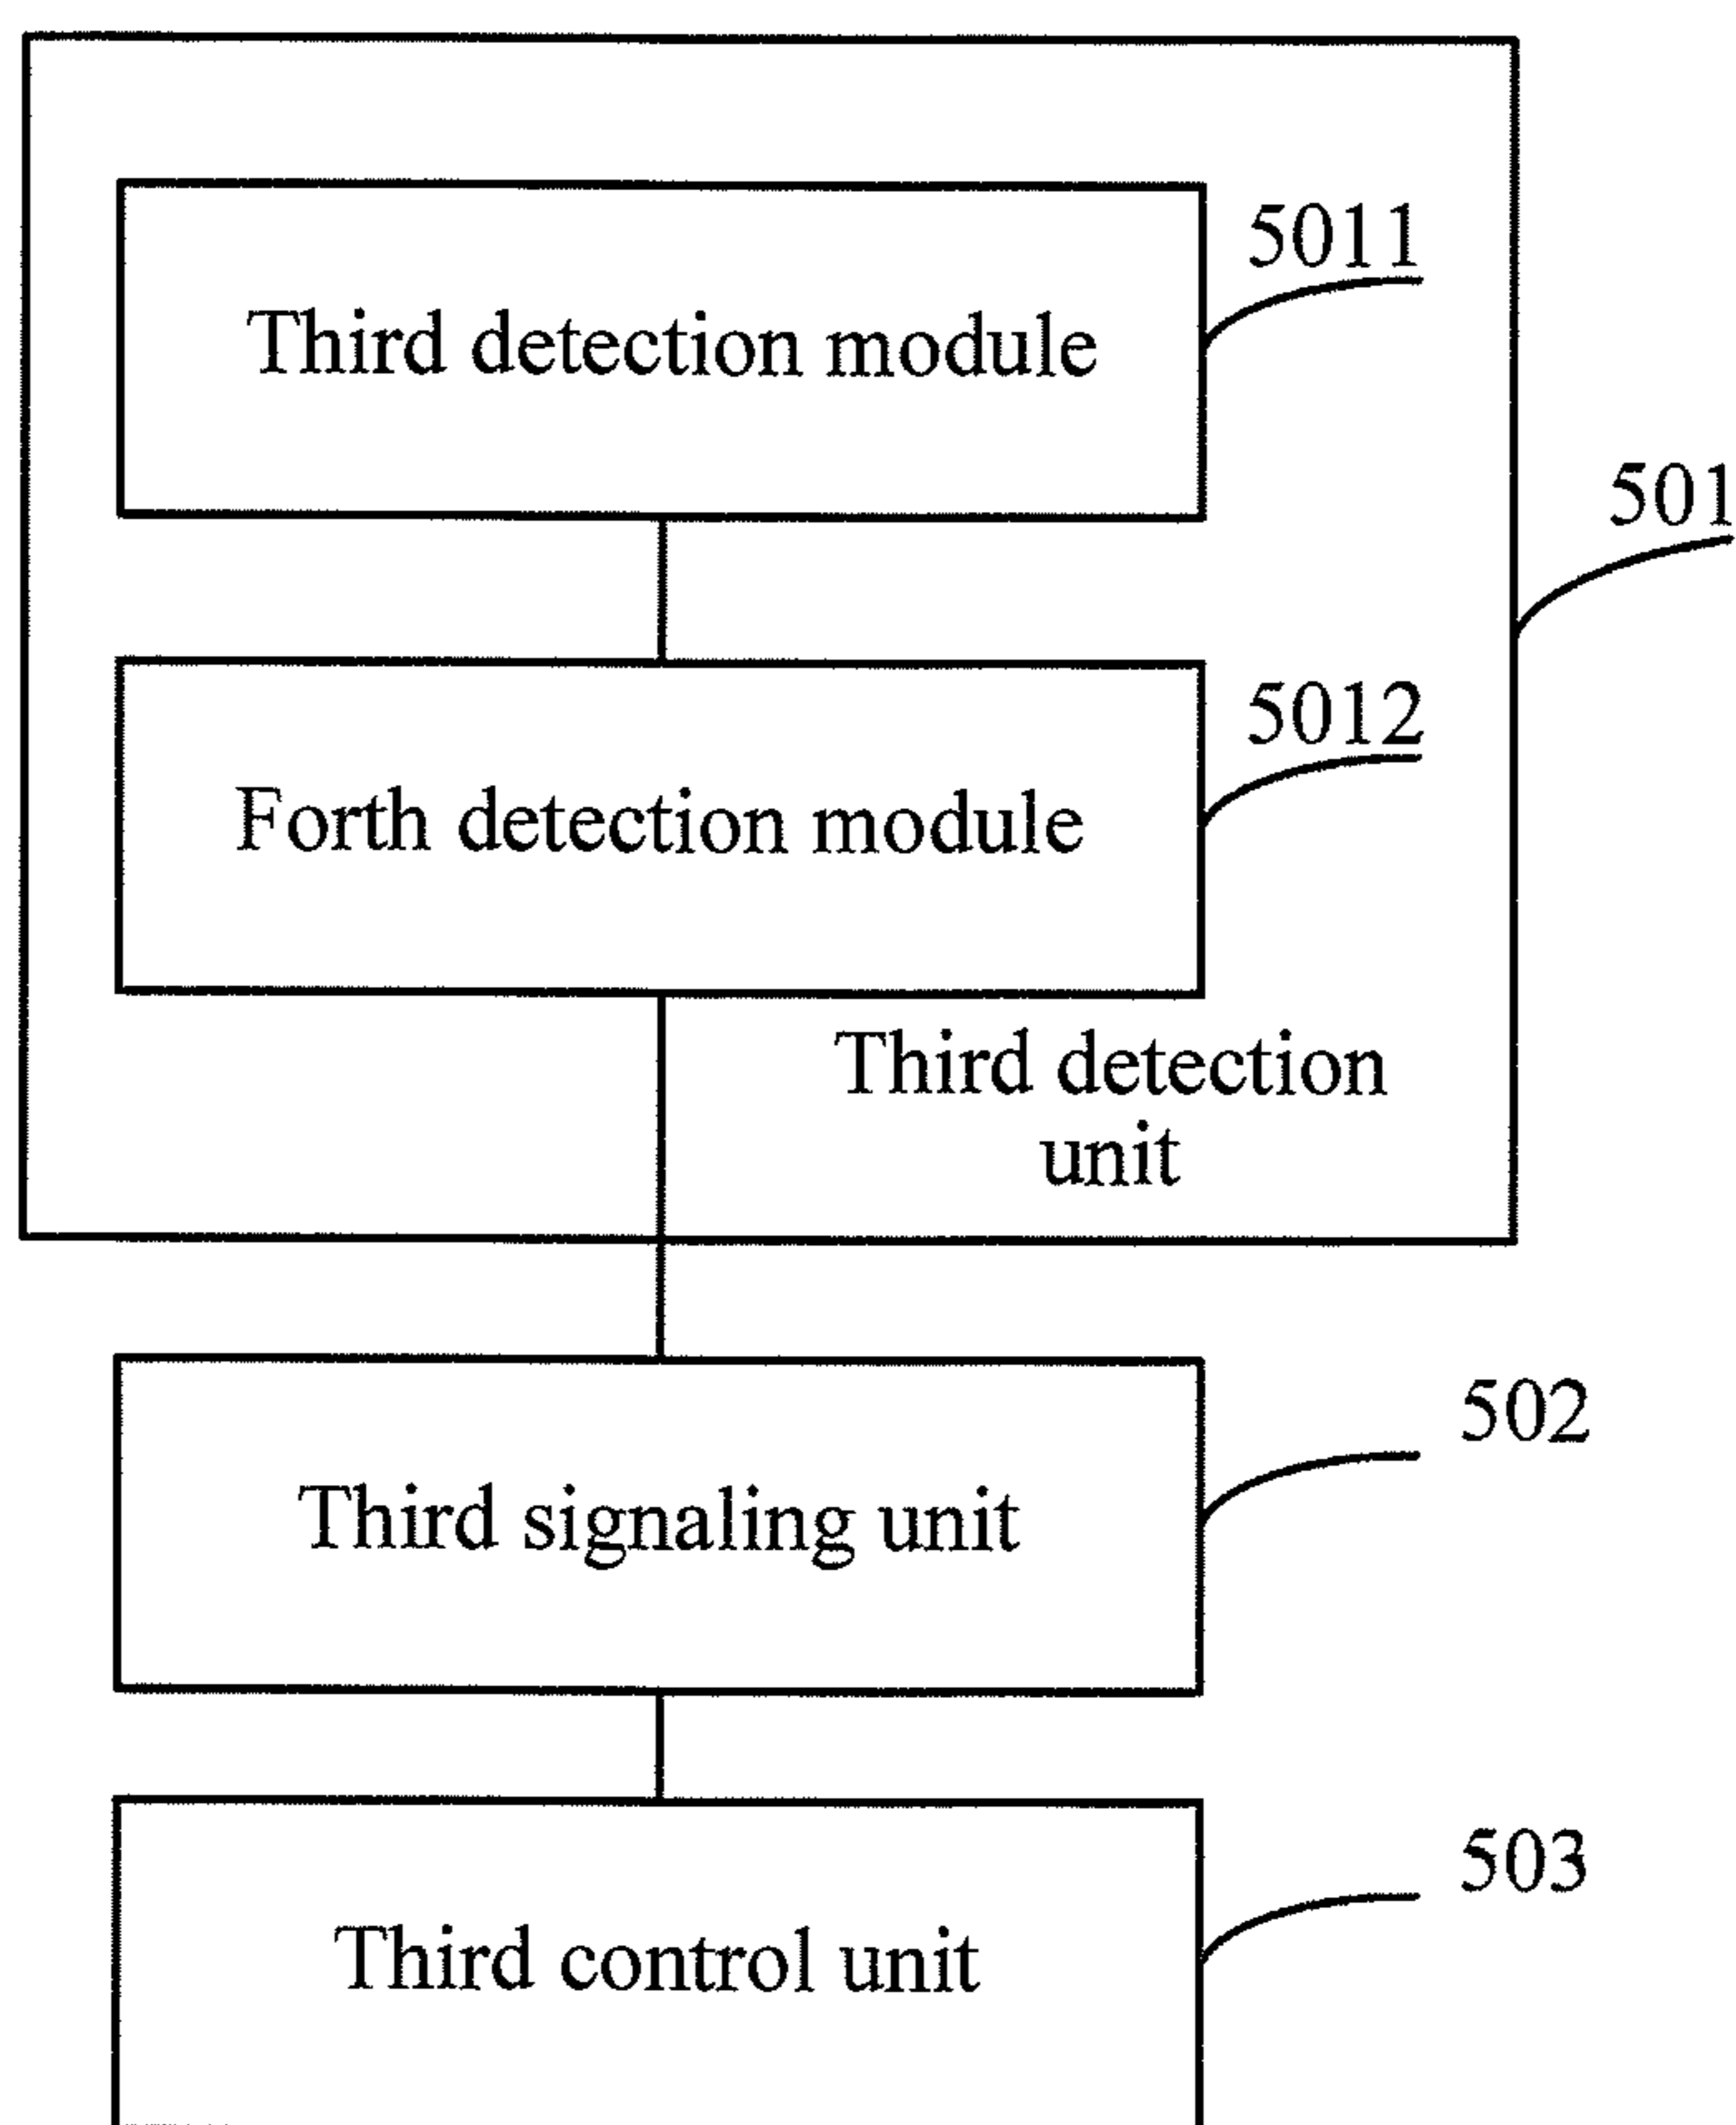 5011
Third detection module
501
5012
Forth detection module
Third detection
unit
502
Third signaling unit
503
Third control unit